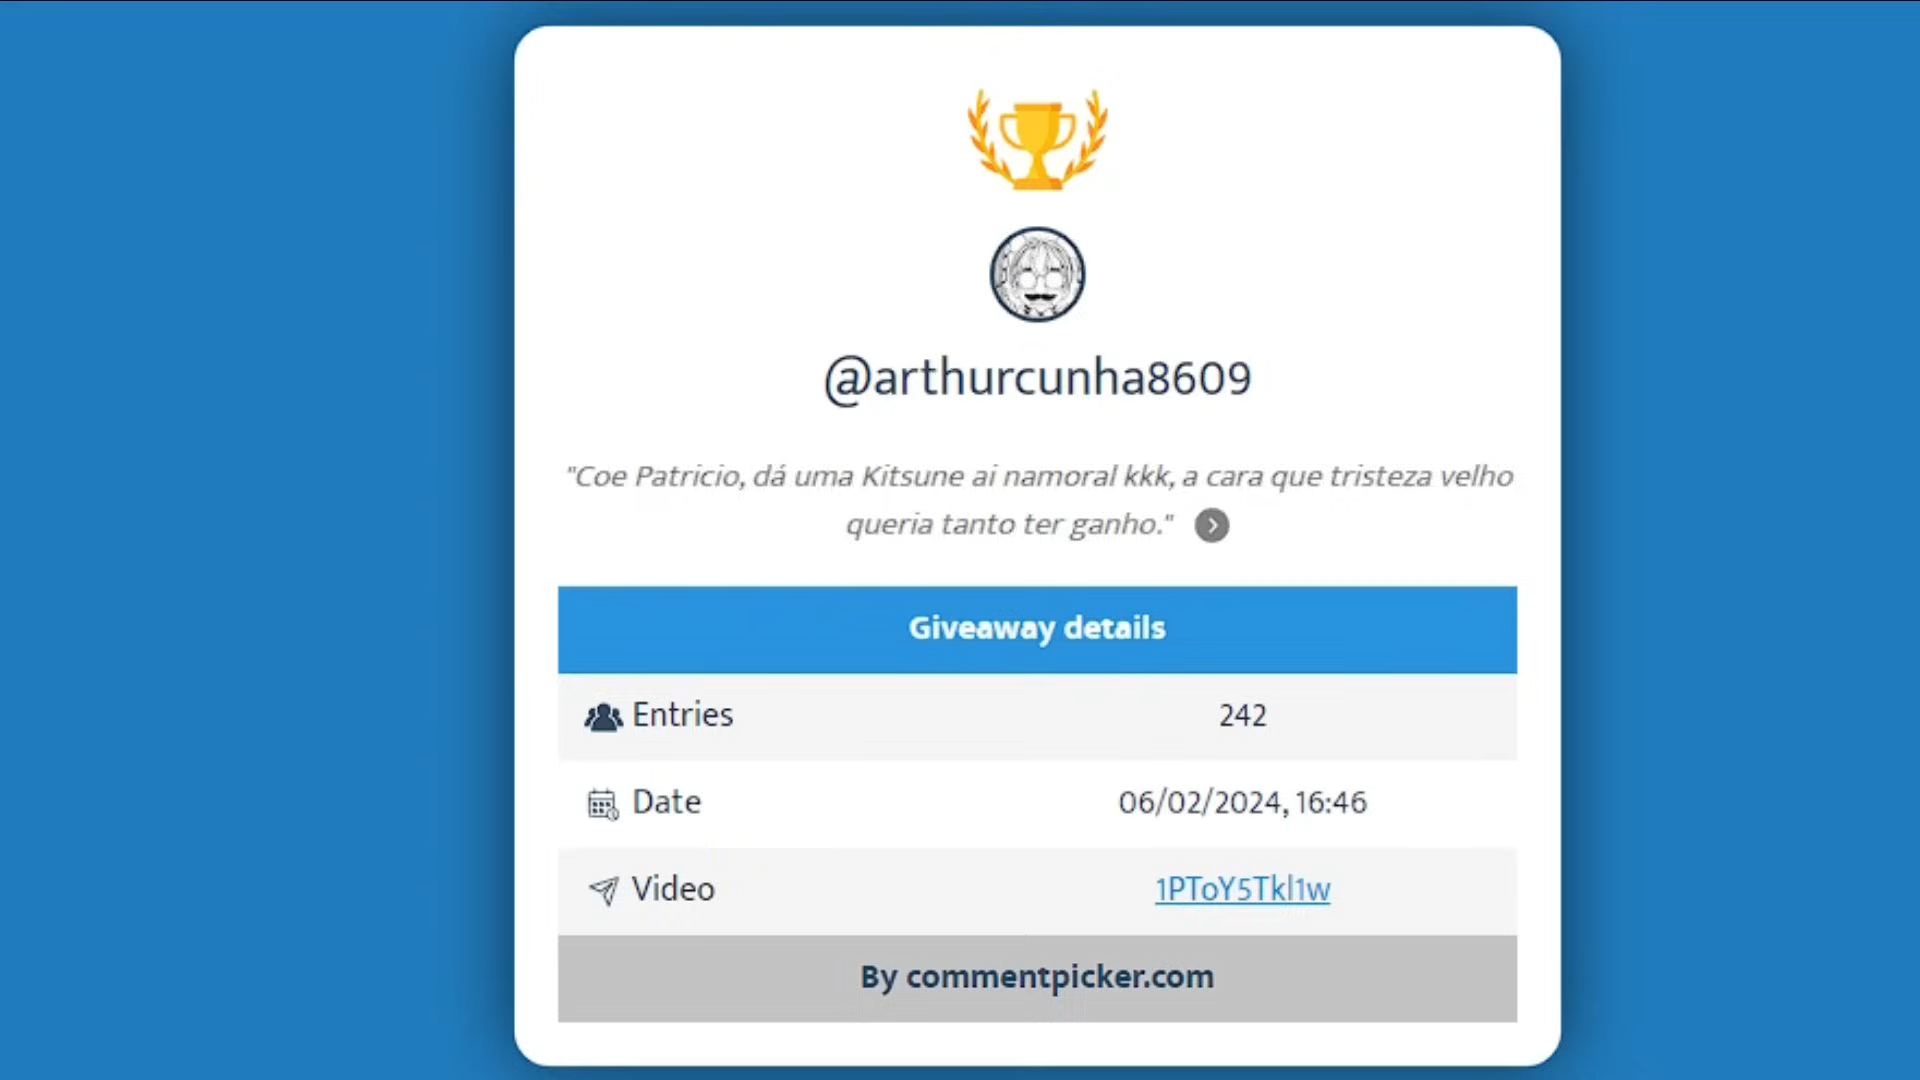 @arthurcunha8609
"Coe Patricio, dá uma Kitsune ai namoral kkk, a cara que tristeza velho
queria tanto ter ganho."
Giveaway details
Entries 242
Date 06/02/2024, 16:46
Video 1PToY5Tkl1w
By commentpicker.com